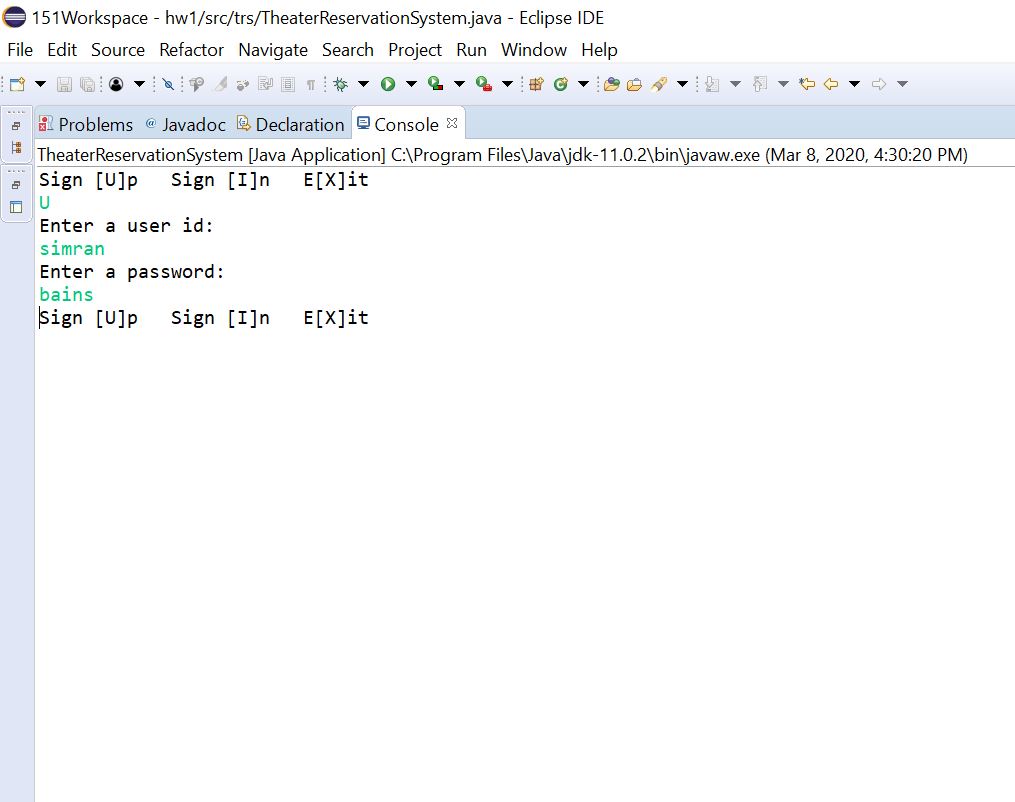 151Workspace - hw1/src/trs/TheaterReservationSystem.java - Eclipse IDE
File Edit Source Refactor Navigate Search Project Run Window Help
Problems @ Javadoc Declaration Console
TheaterReservationSystem [Java Application] C:\Program Files\Java\jdk-11.0.2\bin\javaw.exe (Mar 8, 2020, 4:30:20 PM)
Sign [U]p   Sign [I]n   E[X]it
U
Enter a user id:
simran
Enter a password:
bains
Sign [U]p   Sign [I]n   E[X]it